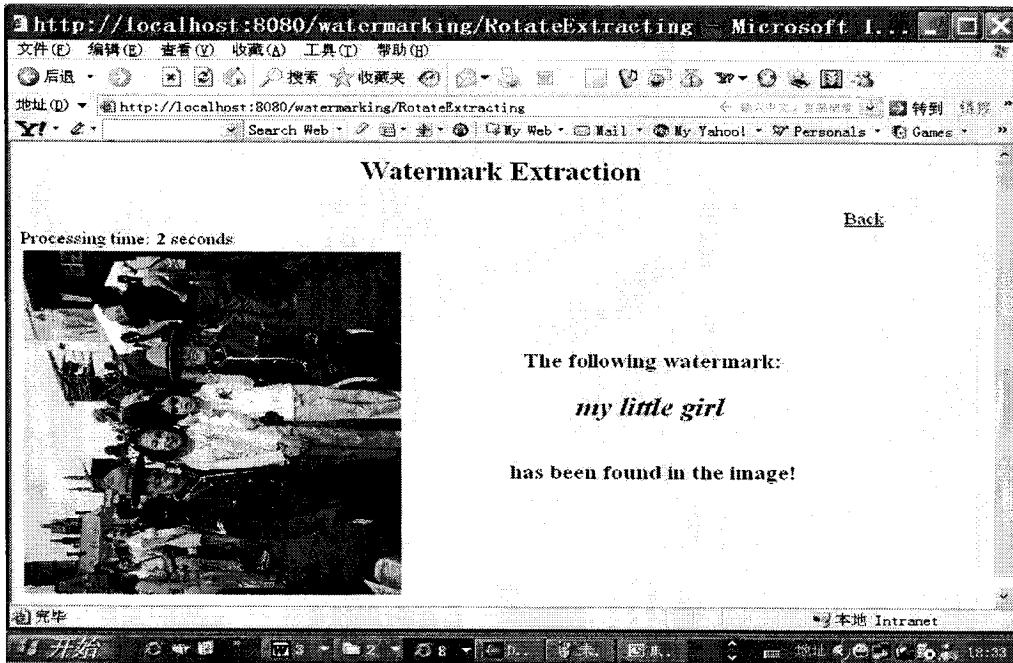 http://localhost:8080/watermarking/RotateExtracting - Microsoft I...
文件(F) 编辑(E) 查看(V) 收藏(A) 工具(T) 帮助(H)
后退 搜索 收藏夹
地址(D) http://localhost:8080/watermarking/RotateExtracting 转到
Y! Search Web My Web Mail My Yahoo! Personals Games »
Watermark Extraction
Back
Processing time: 2 seconds
The following watermark:
my little girl
has been found in the image!
完毕 本地 Intranet
开始 3 2 8 18:33